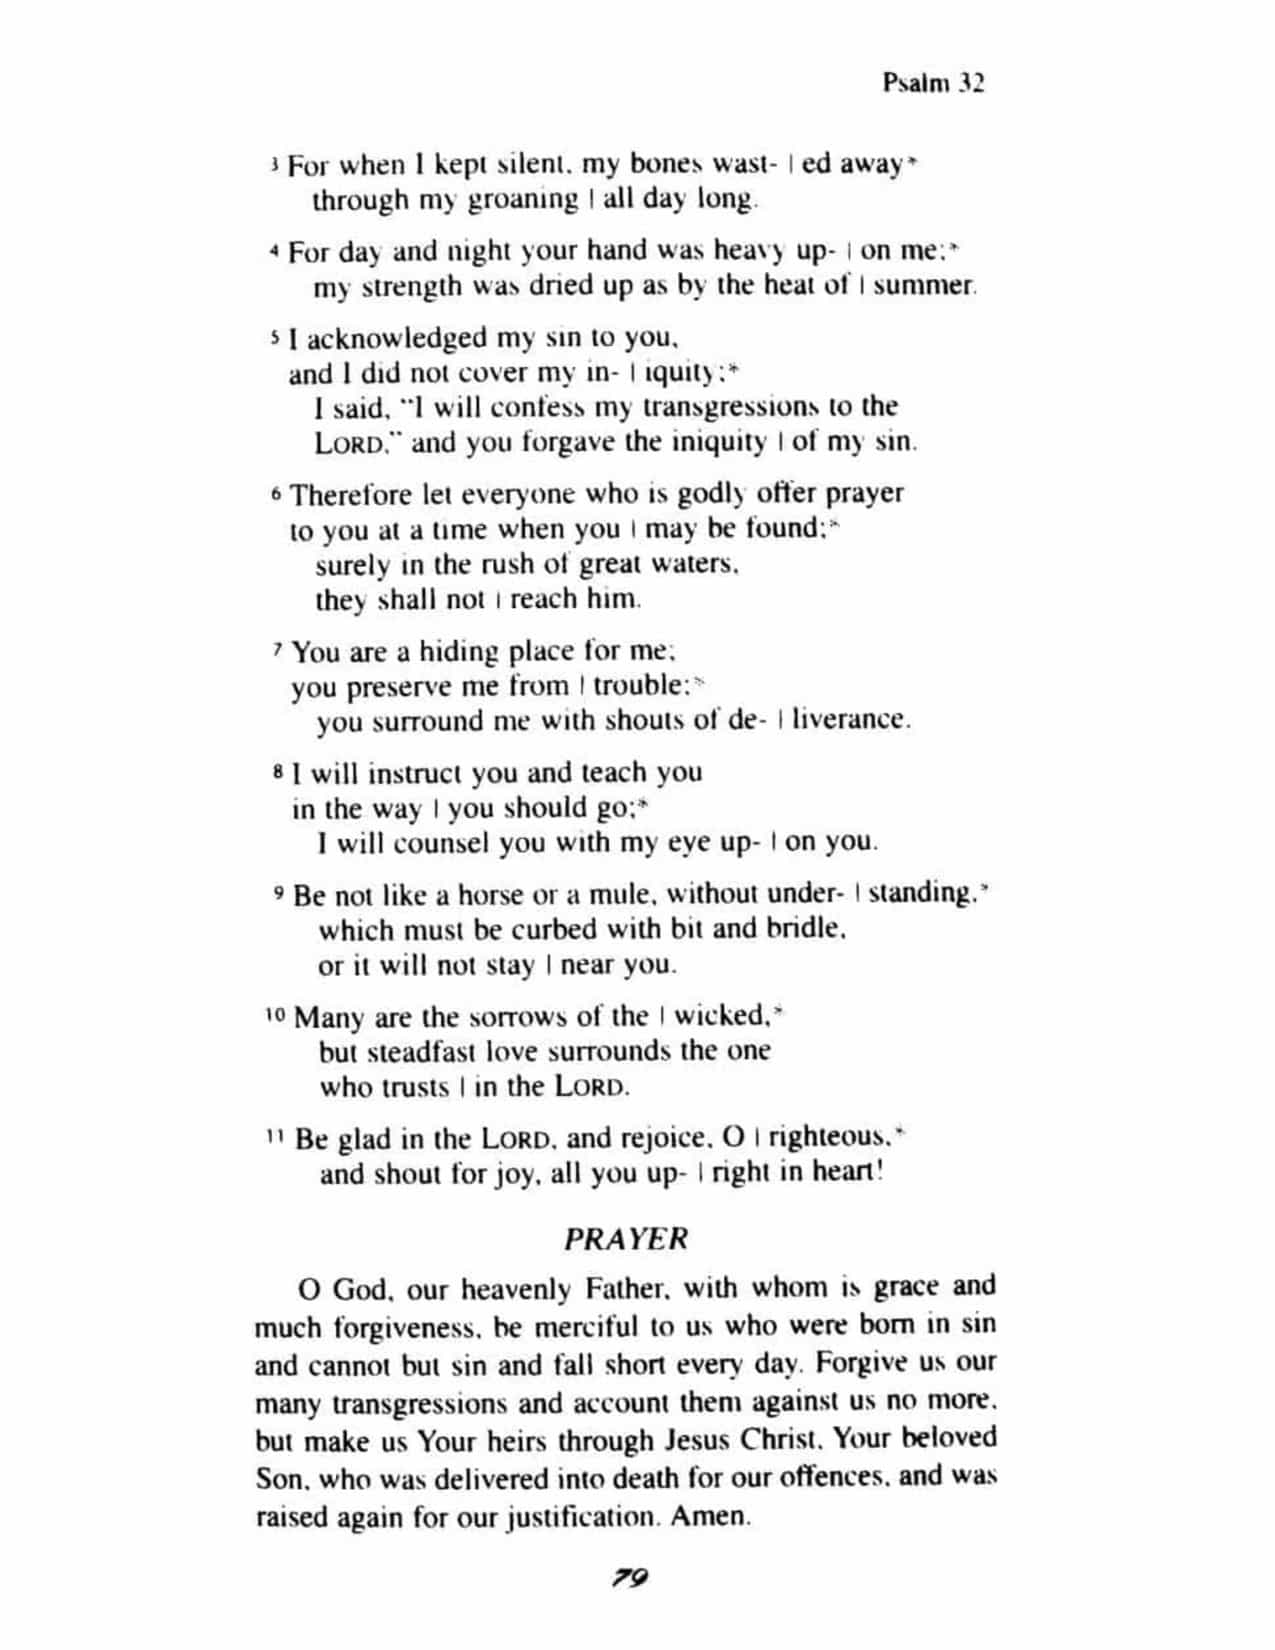 Psalm 32
3 For when I kept silent, my bones wast- | ed away*
through my groaning | all day long.
4 For day and night your hand was heavy up- | on me;*
my strength was dried up as by the heat of | summer.
5 I acknowledged my sin to you,
and I did not cover my in- | iquity;*
I said, "I will confess my transgressions to the
LORD," and you forgave the iniquity | of my sin.
6 Therefore let everyone who is godly offer prayer
to you at a time when you | may be found;*
surely in the rush of great waters,
they shall not | reach him.
7 You are a hiding place for me;
you preserve me from | trouble;*
you surround me with shouts of de- | liverance.
8 I will instruct you and teach you
in the way | you should go;*
I will counsel you with my eye up- | on you.
9 Be not like a horse or a mule, without under- | standing,*
which must be curbed with bit and bridle,
or it will not stay | near you.
10 Many are the sorrows of the | wicked,*
but steadfast love surrounds the one
who trusts | in the LORD.
11 Be glad in the LORD, and rejoice, O | righteous,*
and shout for joy, all you up- | right in heart!
PRAYER
O God, our heavenly Father, with whom is grace and
much forgiveness, be merciful to us who were born in sin
and cannot but sin and fall short every day. Forgive us our
many transgressions and account them against us no more,
but make us Your heirs through Jesus Christ, Your beloved
Son, who was delivered into death for our offences, and was
raised again for our justification. Amen.
79